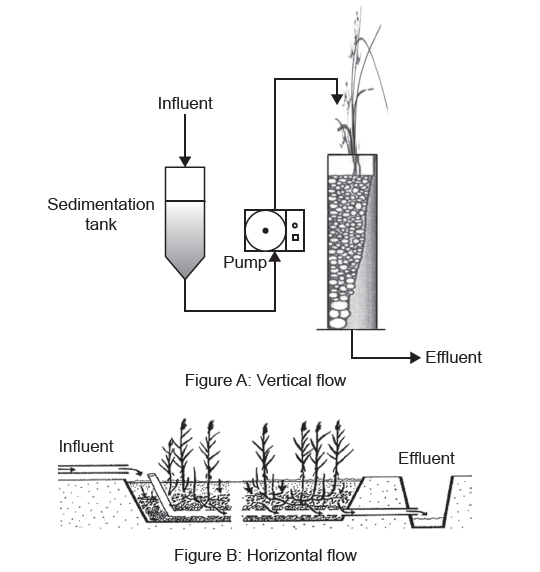 Influent
Sedimentation
tank
Pump
Effluent
Figure A: Vertical flow
Influent
Effluent
Figure B: Horizontal flow